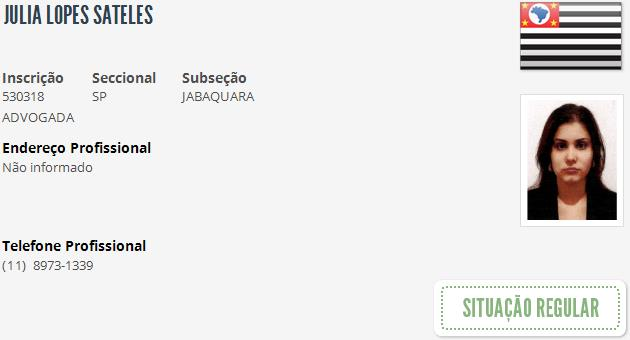 JULIA LOPES SATELES
Inscrição Seccional Subseção
530318 SP JABAQUARA
ADVOGADA
Endereço Profissional
Não informado
Telefone Profissional
(11) 8973-1339
SITUAÇÃO REGULAR